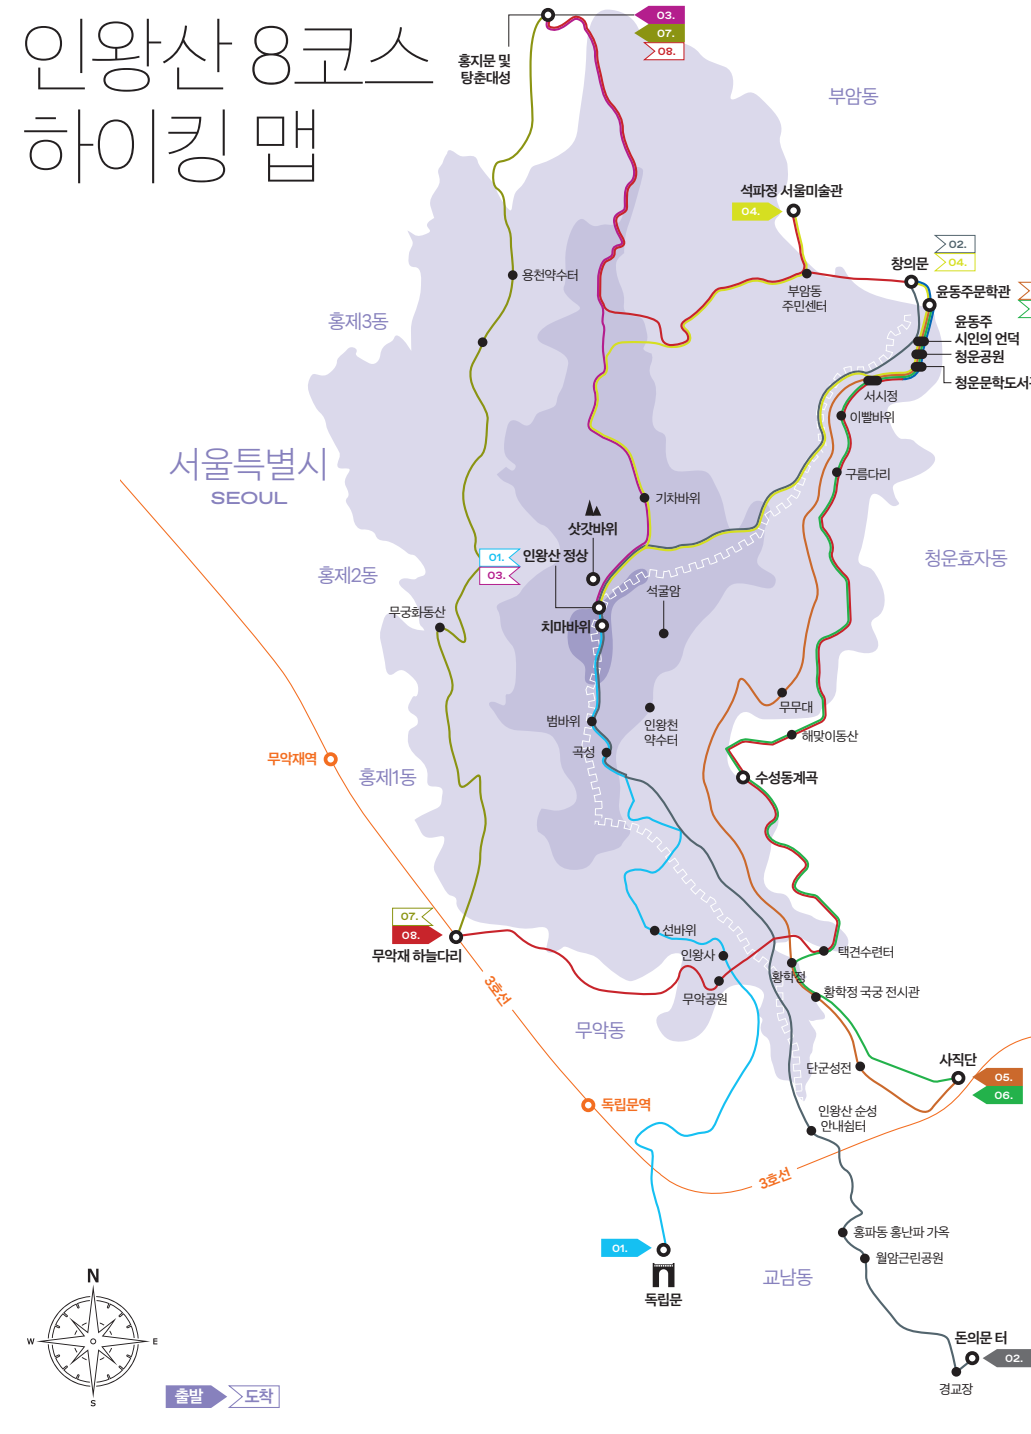 인왕산 8코스
하이킹 맵
홍지문 및
탕춘대성
03.
07.
08.
부암동
석파정 서울미술관
04.
창의문
02.
04.
윤동주문학관
부암동
주민센터
용천약수터
홍제3동
윤동주
시인의 언덕
청운공원
청운문학도서
서시정
이빨바위
구름다리
서울특별시
SEOUL
기차바위
삿갓바위
01.
03.
인왕산 정상
청운효자동
홍제2동
석굴암
무궁화동산
치마바위
무무대
범바위
인왕천
약수터
해맞이동산
곡성
무악재역
홍제1동
수성동계곡
07.
08.
무악재 하늘다리
선바위
인왕사
택견수련터
황학정
무악공원
황학정 국궁 전시관
3호선
무악동
단군성전
사직단
05.
06.
독립문역
인왕산 순성
안내쉼터
3호선
홍파동 홍난파 가옥
01.
월암근린공원
독립문
교남동
N
W
E
S
돈의문 터
02.
경교장
출발
도착